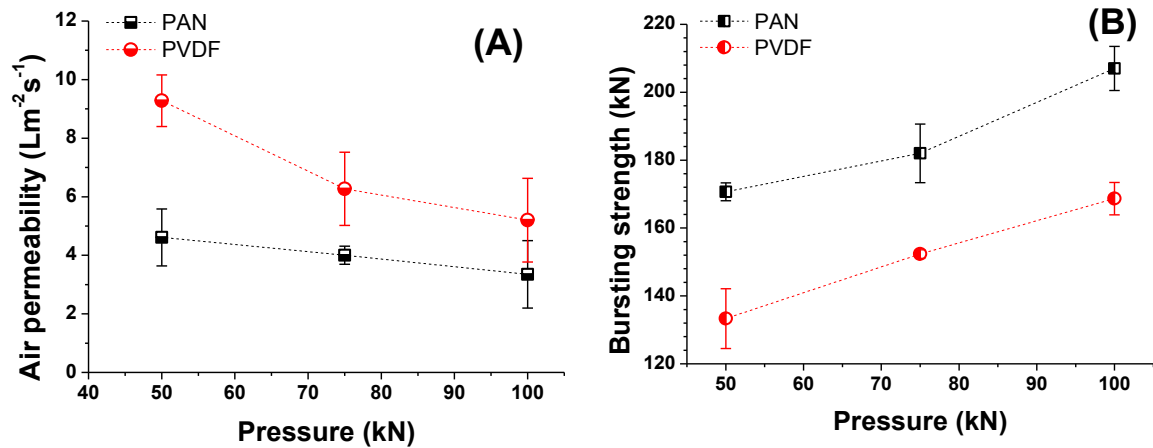 PAN
PVDF
(A)
12
10
8
6
4
2
0
Air permeability (Lm⁻²s⁻¹)
40 50 60 70 80 90 100
Pressure (kN)
PAN
PVDF
(B)
220
200
180
160
140
120
Bursting strength (kN)
50 60 70 80 90 100
Pressure (kN)